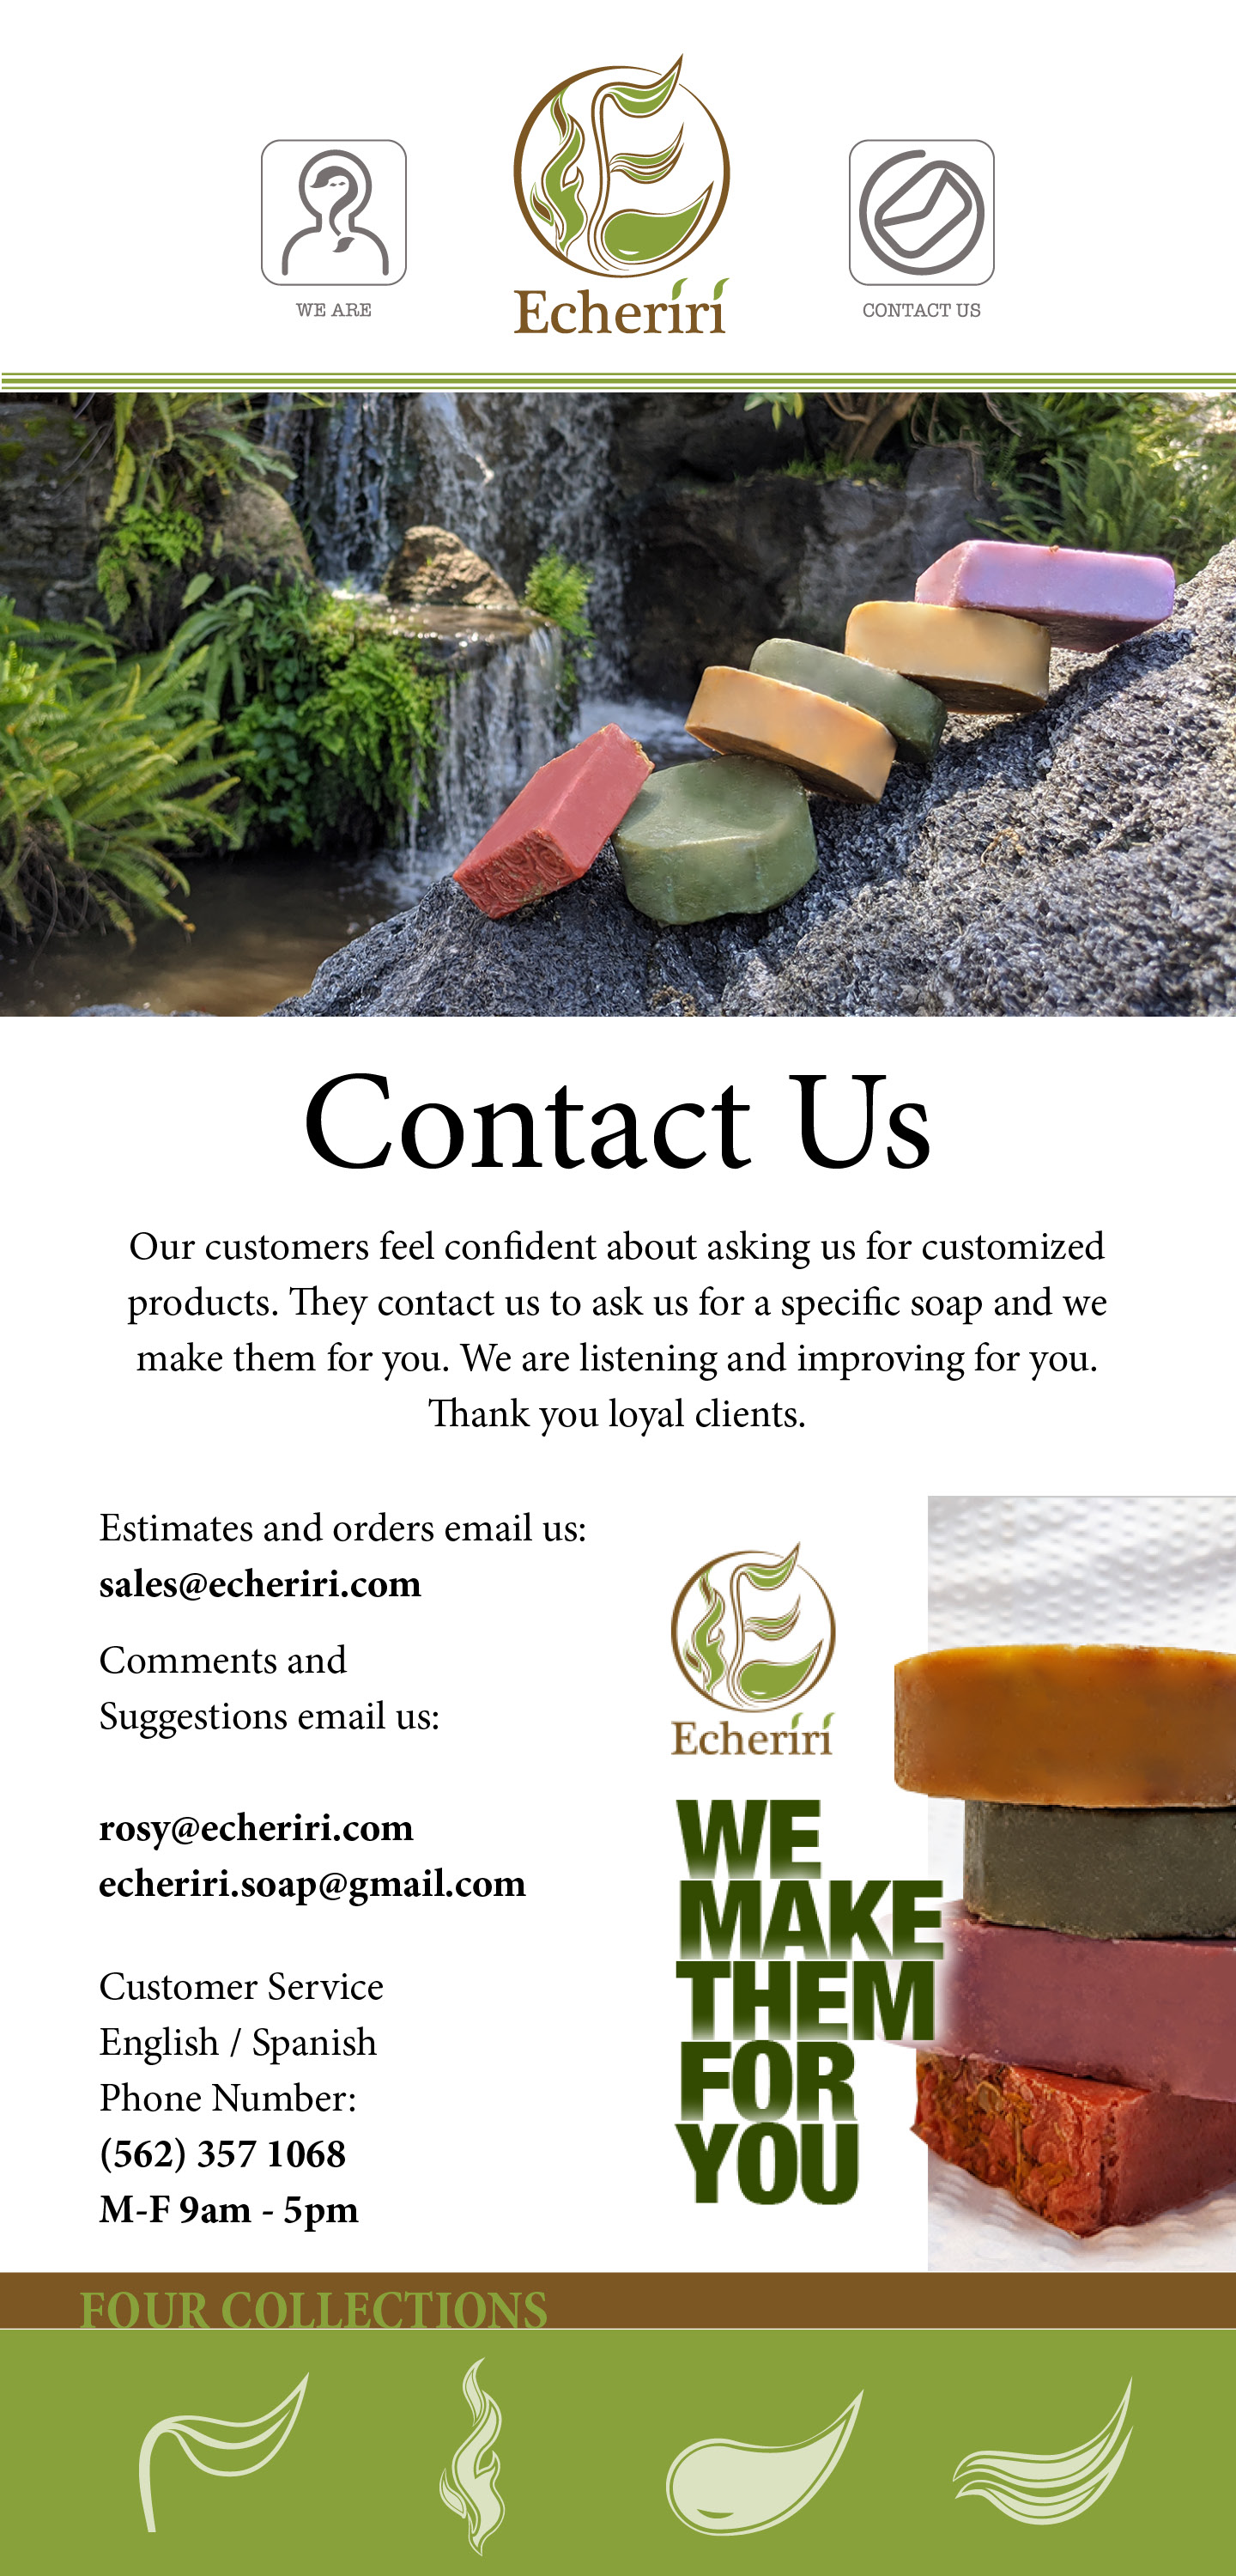 WE ARE
Echeriri
CONTACT US
Contact Us
Our customers feel confident about asking us for customized
products. They contact us to ask us for a specific soap and we
make them for you. We are listening and improving for you.
Thank you loyal clients.
Estimates and orders email us:
sales@echeriri.com
Comments and
Suggestions email us:
rosy@echeriri.com
echeriri.soap@gmail.com
Customer Service
English / Spanish
Phone Number:
(562) 357 1068
M-F 9am - 5pm
Echeriri
WE
MAKE
THEM
FOR
YOU
FOUR COLLECTIONS